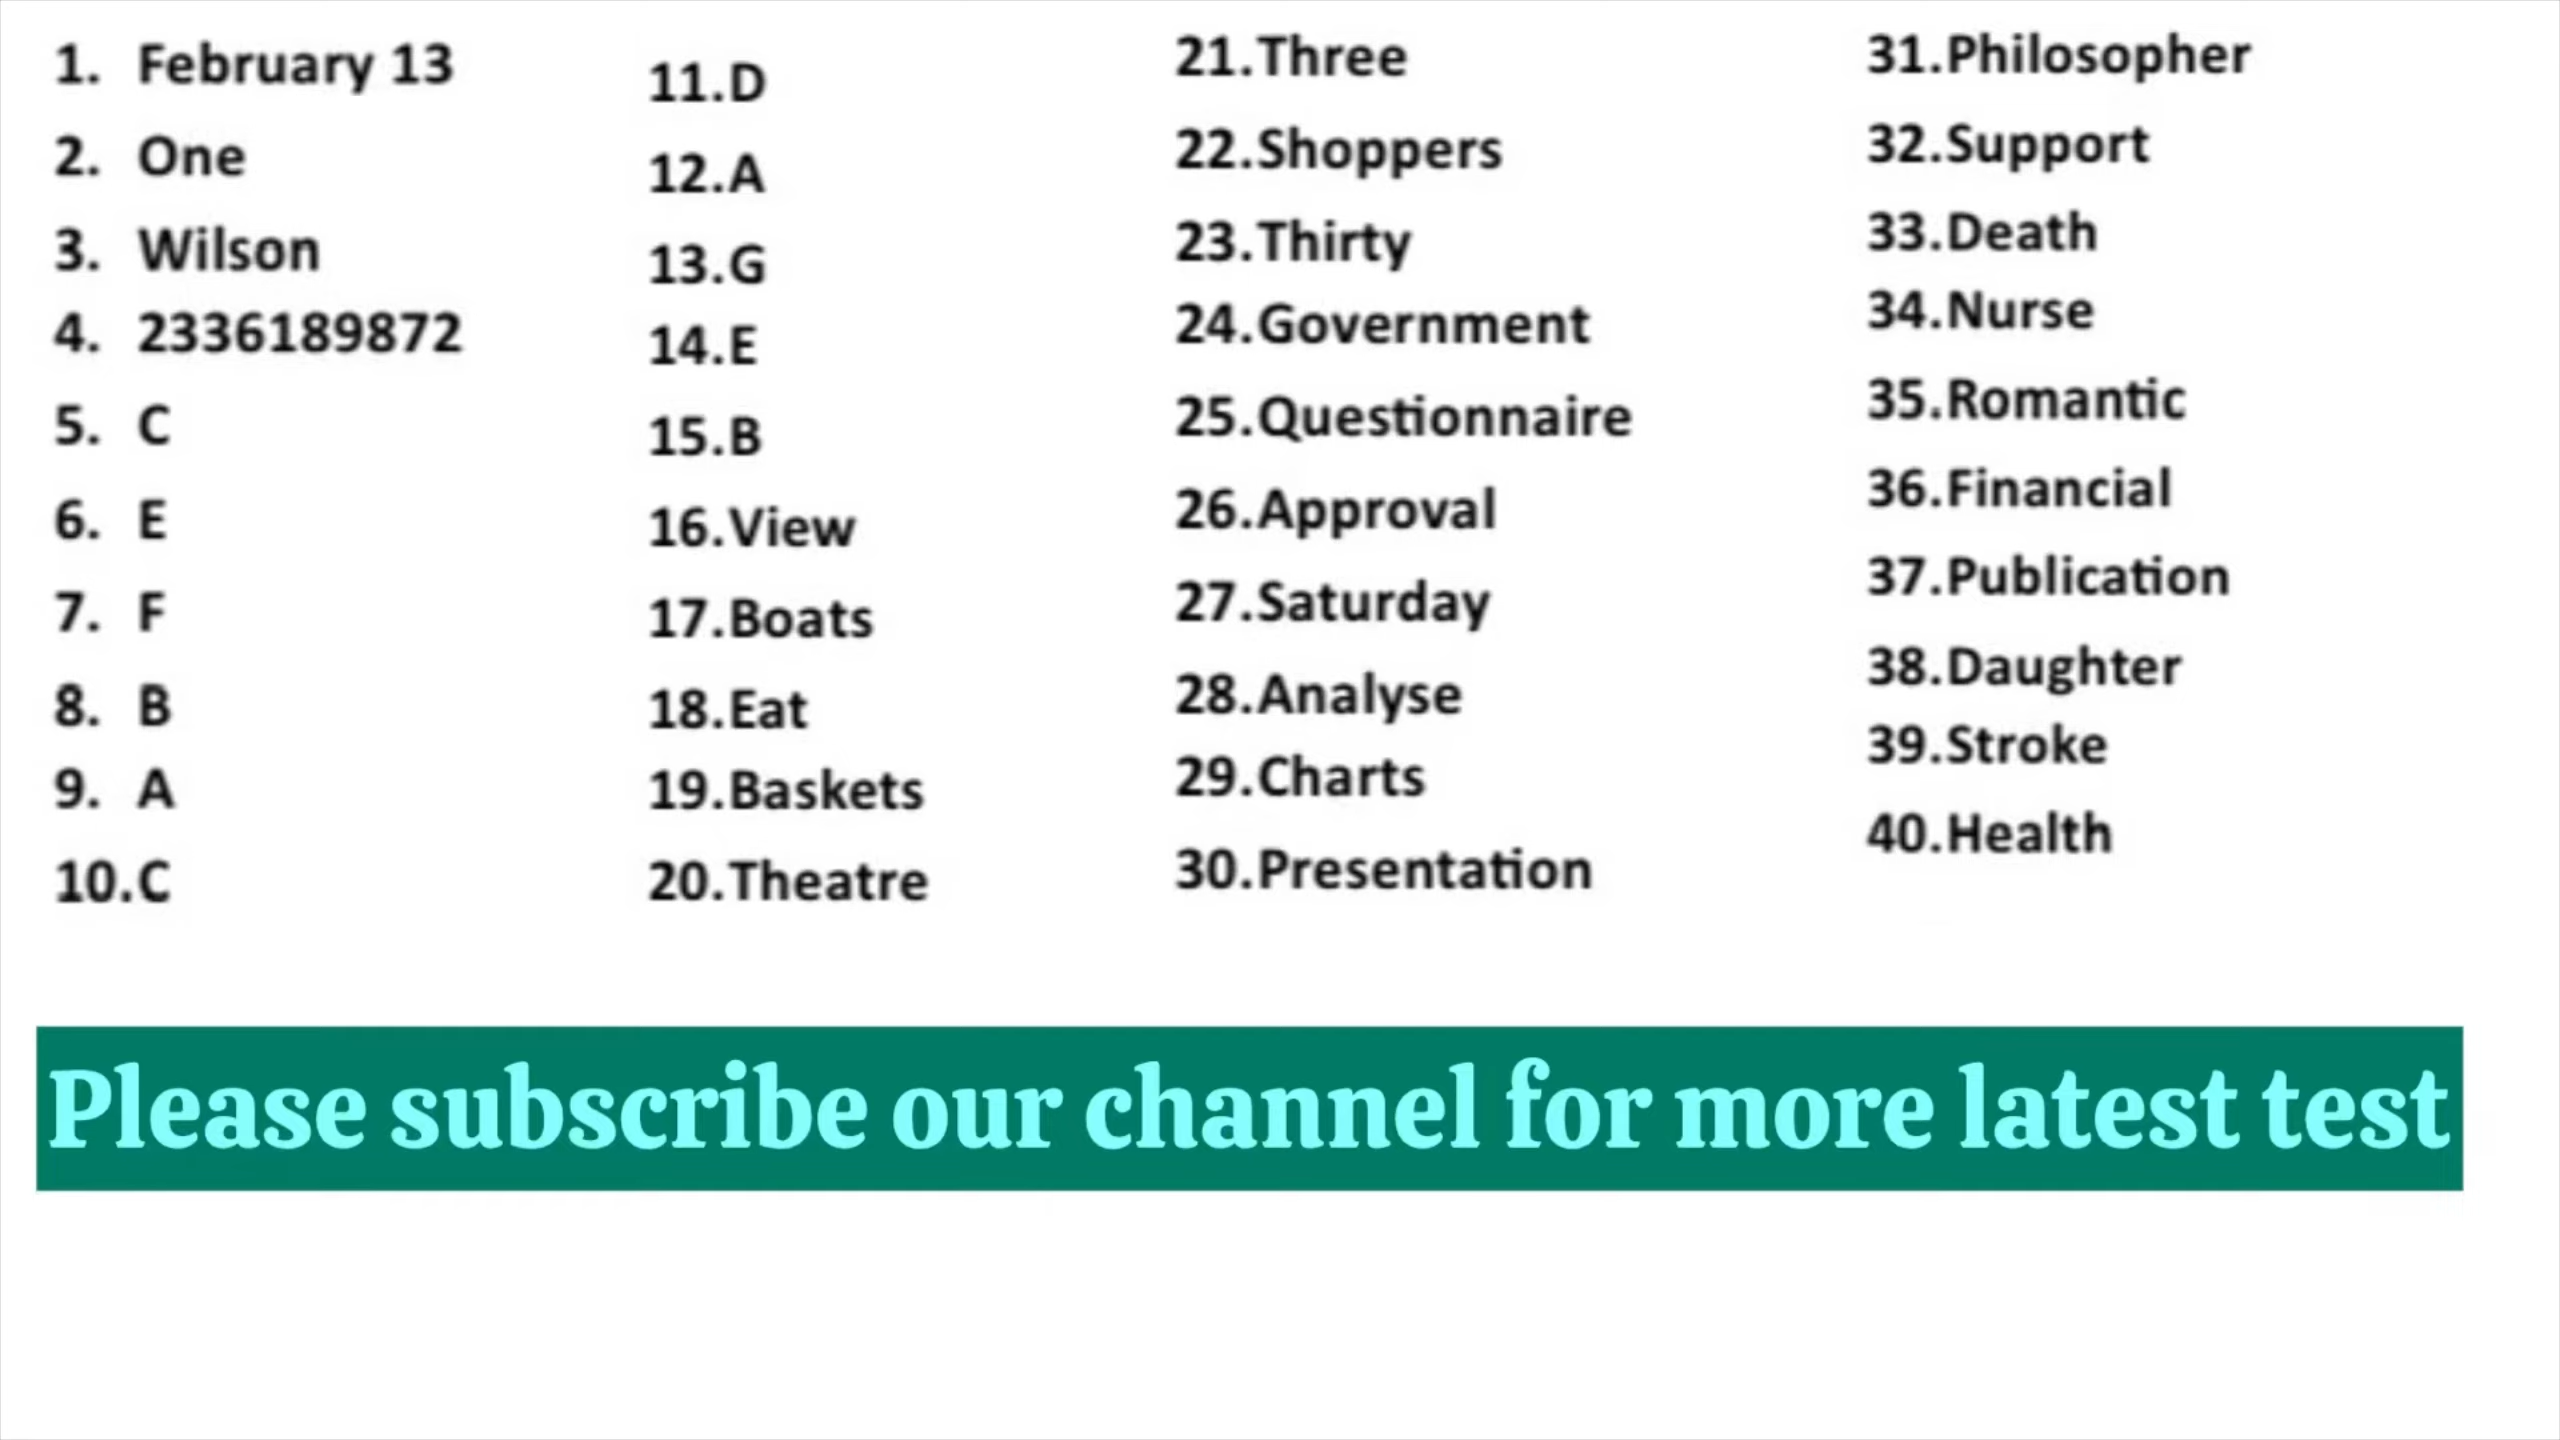 1. February 13
2. One
3. Wilson
4. 2336189872
5. C
6. E
7. F
8. B
9. A
10.C
11.D
12.A
13.G
14.E
15.B
16.View
17.Boats
18.Eat
19.Baskets
20.Theatre
21.Three
22.Shoppers
23.Thirty
24.Government
25.Questionnaire
26.Approval
27.Saturday
28.Analyse
29.Charts
30.Presentation
31.Philosopher
32.Support
33.Death
34.Nurse
35.Romantic
36.Financial
37.Publication
38.Daughter
39.Stroke
40.Health
Please subscribe our channel for more latest test